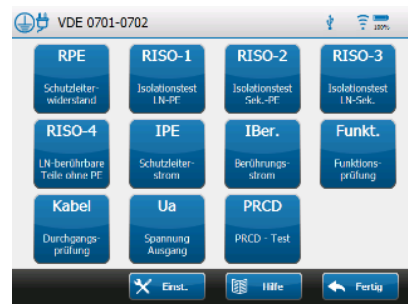 VDE 0701-0702
100%
RPE
Schutzleiter-
widerstand
RISO-1
Isolationstest
LN-PE
RISO-2
Isolationstest
Sek.-PE
RISO-3
Isolationstest
LN-Sek.
RISO-4
LN-berührbare
Teile ohne PE
IPE
Schutzleiter-
strom
IBer.
Berührungs-
strom
Funkt.
Funktions-
prüfung
Kabel
Durchgangs-
prüfung
Ua
Spannung
Ausgang
PRCD
PRCD - Test
Einst.
Hilfe
Fertig